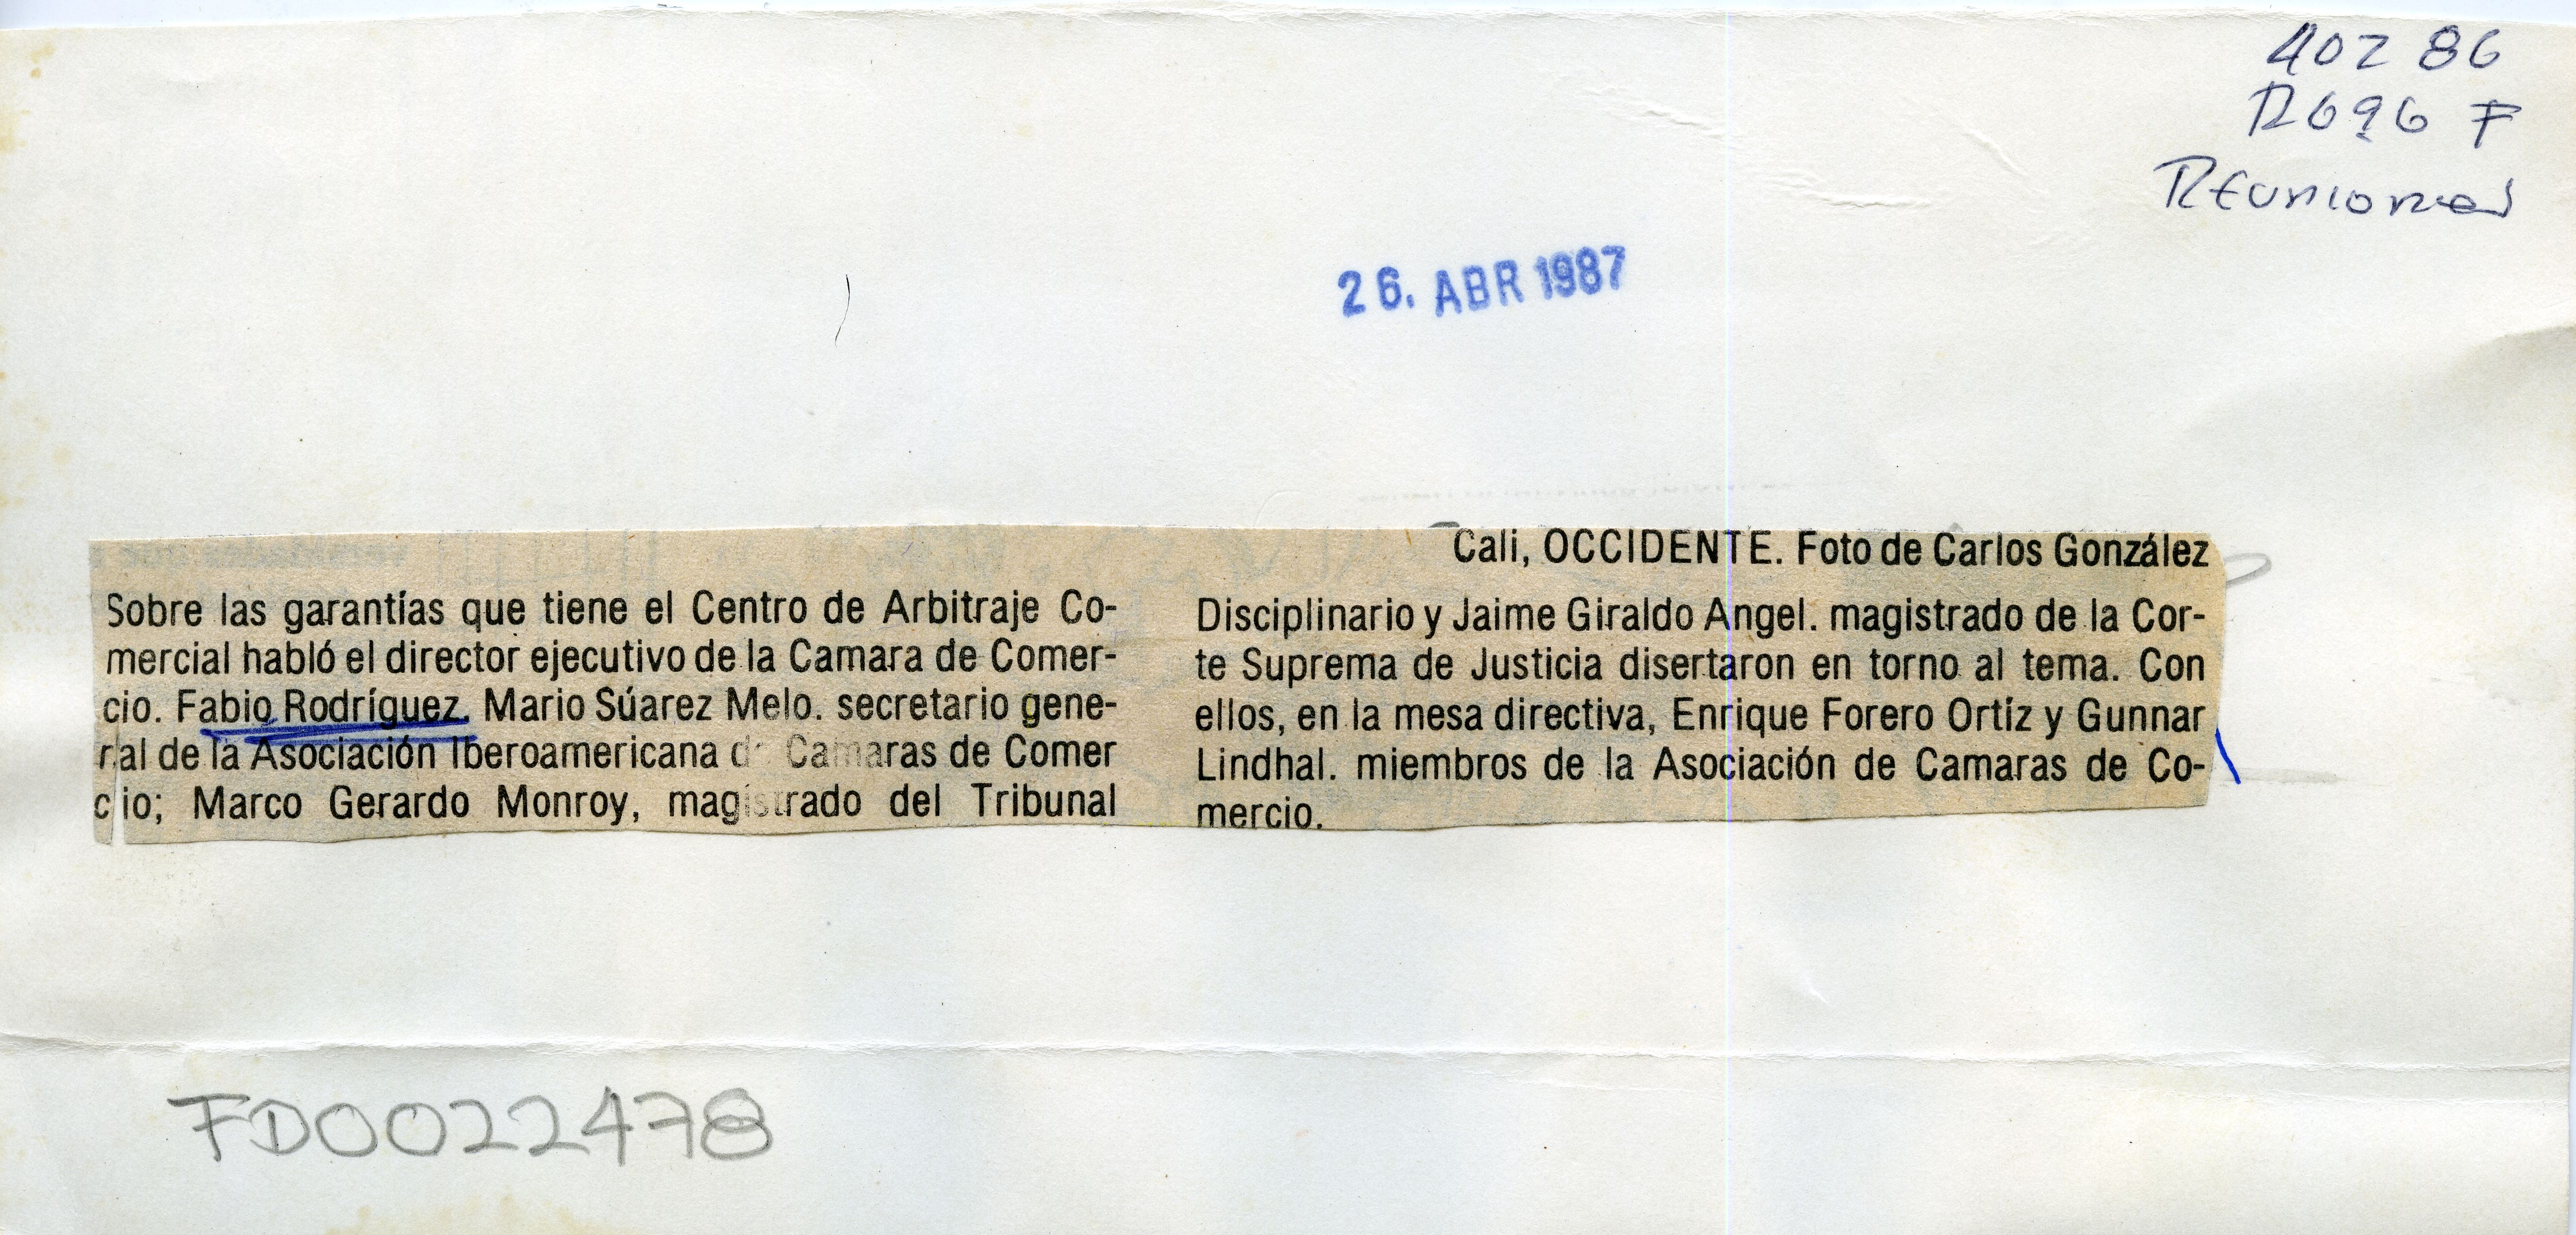 40286
R696 F
Reuniones
26. ABR 1987
Cali, OCCIDENTE. Foto de Carlos González
Sobre las garantías que tiene el Centro de Arbitraje Co-
mercial habló el director ejecutivo de la Camara de Comer-
cio. Fabio Rodríguez. Mario Súarez Melo. secretario gene-
ral de la Asociación Iberoamericana de Camaras de Comer
cio; Marco Gerardo Monroy, magistrado del Tribunal
Disciplinario y Jaime Giraldo Angel. magistrado de la Cor-
te Suprema de Justicia disertaron en torno al tema. Con
ellos, en la mesa directiva, Enrique Forero Ortíz y Gunnar
Lindhal. miembros de la Asociación de Camaras de Co-
mercio.
FD0022478